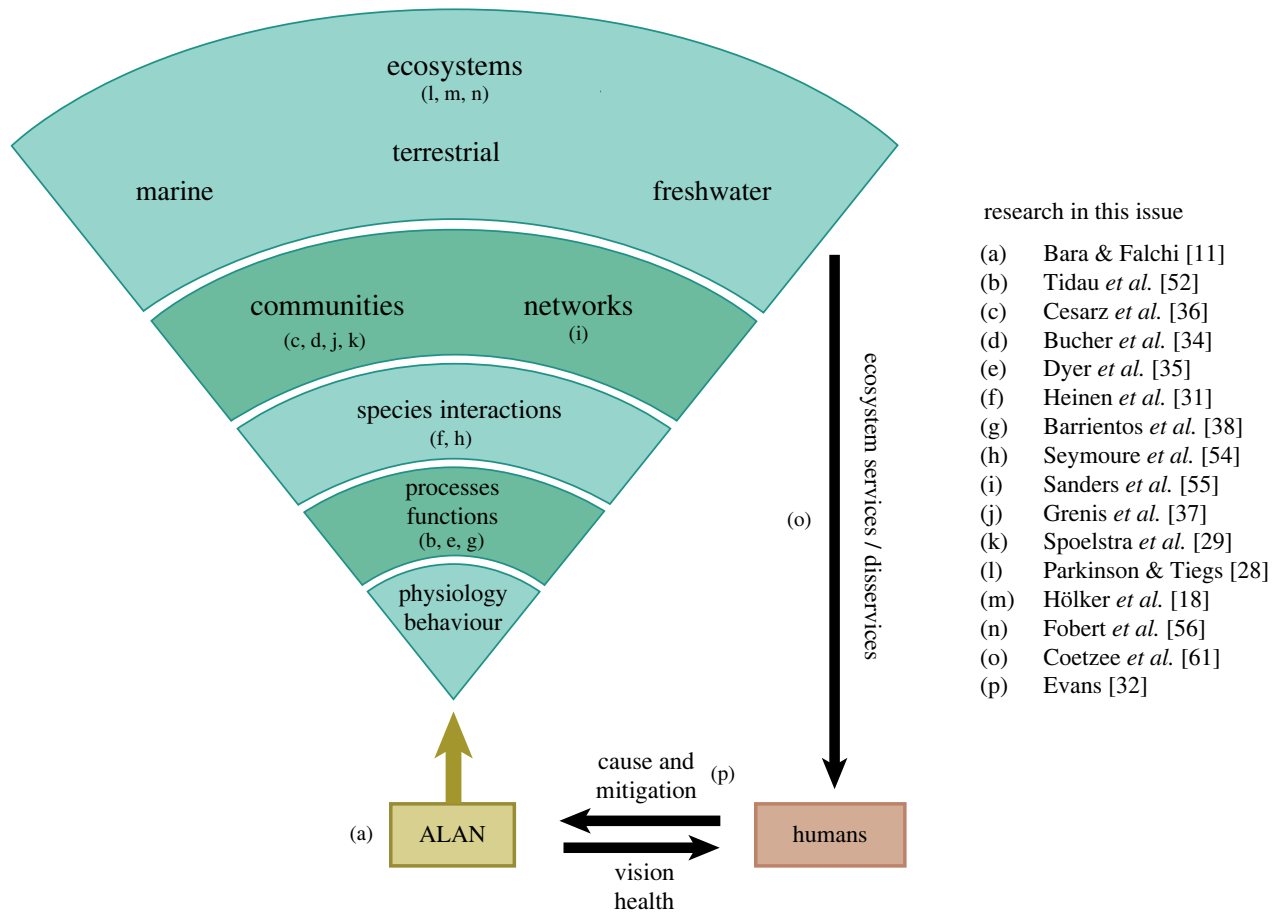 ecosystems
(l, m, n)
terrestrial
marine
freshwater
communities
(c, d, j, k)
networks
(i)
species interactions
(f, h)
processes
functions
(b, e, g)
physiology
behaviour
(o)
ecosystem services / disservices
cause and
mitigation
(p)
(a)
ALAN
humans
vision
health
research in this issue
(a) Bara & Falchi [11]
(b) Tidau et al. [52]
(c) Cesarz et al. [36]
(d) Bucher et al. [34]
(e) Dyer et al. [35]
(f) Heinen et al. [31]
(g) Barrientos et al. [38]
(h) Seymoure et al. [54]
(i) Sanders et al. [55]
(j) Grenis et al. [37]
(k) Spoelstra et al. [29]
(l) Parkinson & Tiegs [28]
(m) Hölker et al. [18]
(n) Fobert et al. [56]
(o) Coetzee et al. [61]
(p) Evans [32]